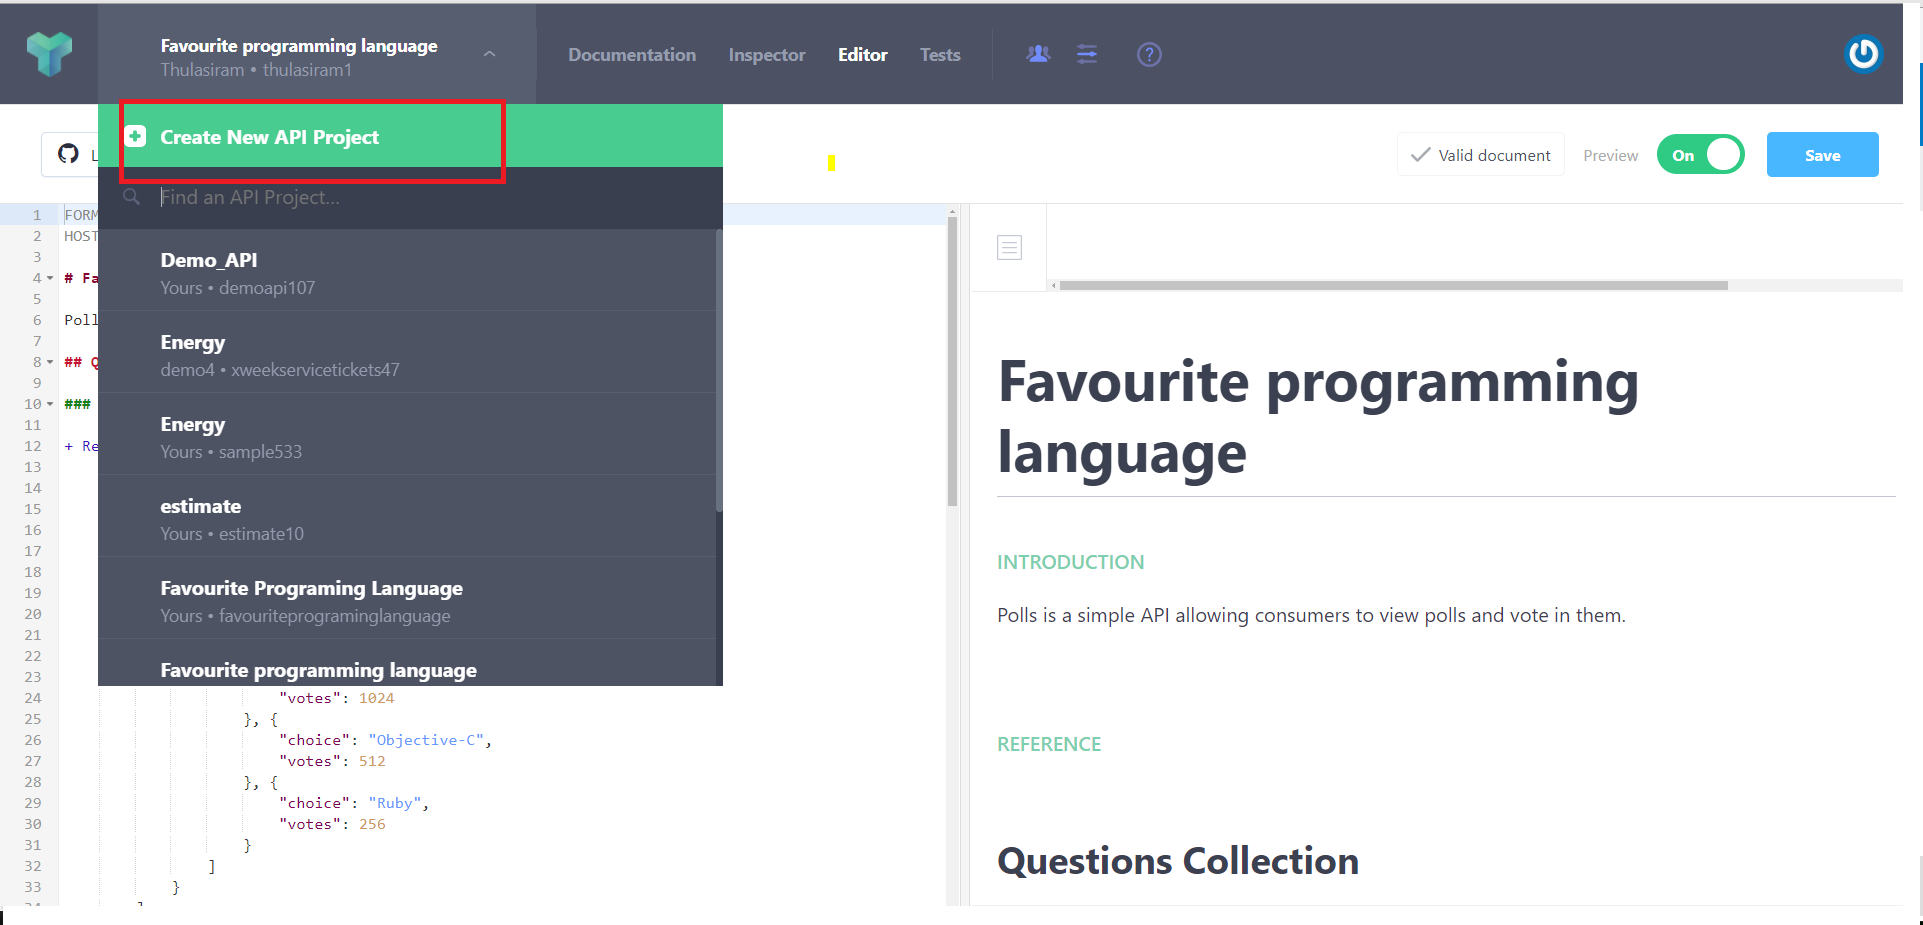 Favourite programming language
Thulasiram • thulasiram1
Documentation Inspector Editor Tests
?
Create New API Project
L
Valid document Preview On Save
Find an API Project...
Demo_API
Yours • demoapi107
Energy
demo4 • xweekservicetickets47
Energy
Yours • sample533
estimate
Yours • estimate10
Favourite Programing Language
Yours • favouriteprograminglanguage
Favourite programming language
1 FORM
2 HOST
3
4 # Fa
5
6 Poll
7
8 ## Q
9
10 ###
11
12 + Re
13
14
15
16
17
18
19
20
21
22
23
24 "votes": 1024
25 }, {
26 "choice": "Objective-C",
27 "votes": 512
28 }, {
29 "choice": "Ruby",
30 "votes": 256
31 }
32 ]
33 }
Favourite programming
language
INTRODUCTION
Polls is a simple API allowing consumers to view polls and vote in them.
REFERENCE
Questions Collection